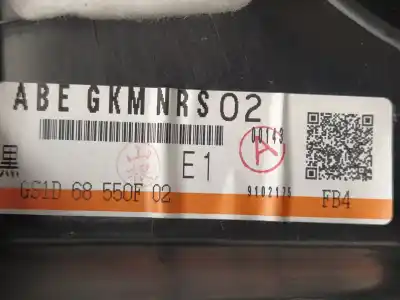 ABE GKMNRS02
00143
A
黒
E1
GS1D 68 550F 02
9102175
FB4